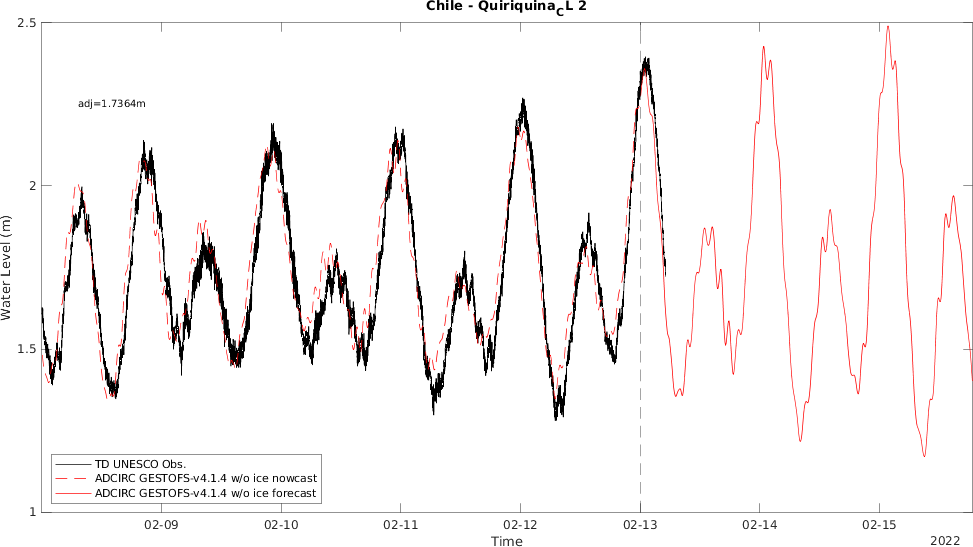 Chile - Quiriquina_CL 2
2.5
adj=1.7364m
2
Water Level (m)
1.5
TD UNESCO Obs.
ADCIRC GESTOFS-v4.1.4 w/o ice nowcast
ADCIRC GESTOFS-v4.1.4 w/o ice forecast
1
02-09 02-10 02-11 02-12 02-13 02-14 02-15
Time
2022